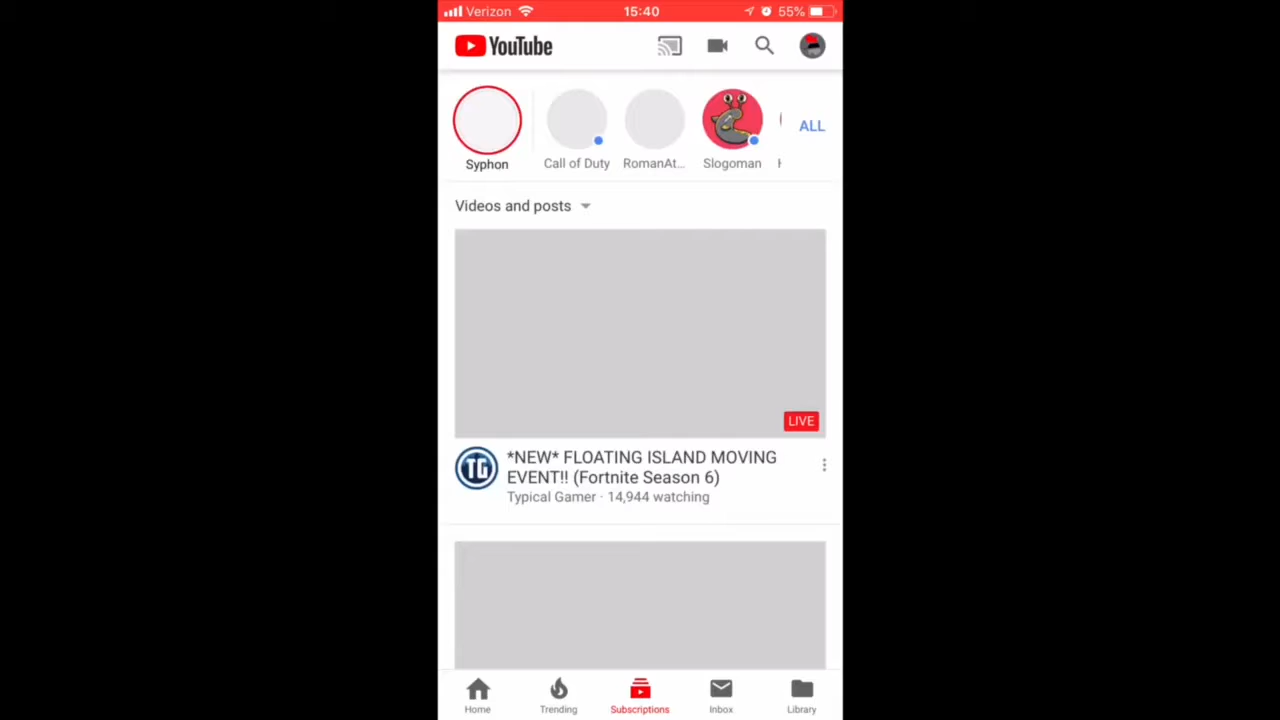 Verizon 15:40 55%
YouTube
ALL
Syphon Call of Duty RomanAt... Slogoman
Videos and posts
LIVE
TG
*NEW* FLOATING ISLAND MOVING
EVENT!! (Fortnite Season 6)
Typical Gamer · 14,944 watching
Home Trending Subscriptions Inbox Library